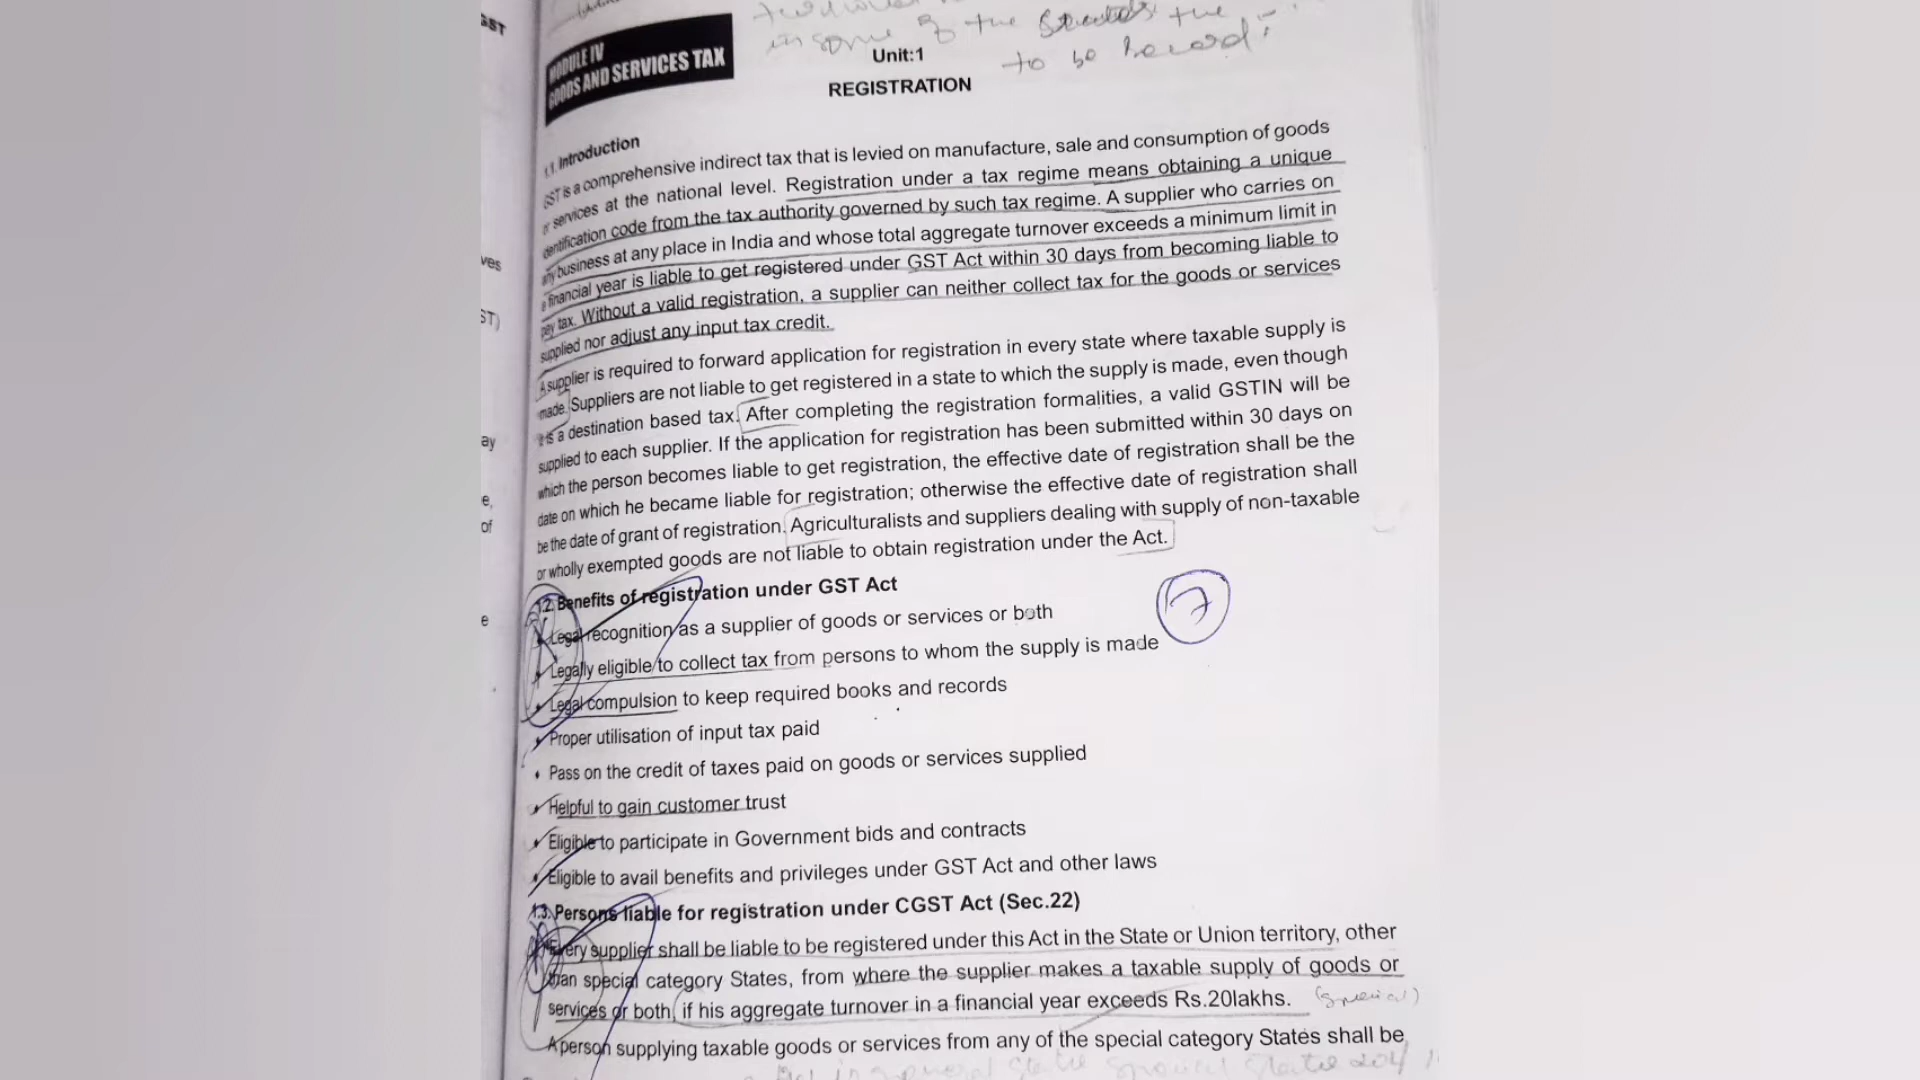 in some of the States the
to be
MODULE IV
GOODS AND SERVICES TAX
Unit:1
REGISTRATION
1.1. Introduction
GST is a comprehensive indirect tax that is levied on manufacture, sale and consumption of goods
or services at the national level. Registration under a tax regime means obtaining a unique
identification code from the tax authority governed by such tax regime. A supplier who carries on
any business at any place in India and whose total aggregate turnover exceeds a minimum limit in
a financial year is liable to get registered under GST Act within 30 days from becoming liable to
pay tax. Without a valid registration, a supplier can neither collect tax for the goods or services
supplied nor adjust any input tax credit.
A supplier is required to forward application for registration in every state where taxable supply is
made. Suppliers are not liable to get registered in a state to which the supply is made, even though
it is a destination based tax. After completing the registration formalities, a valid GSTIN will be
supplied to each supplier. If the application for registration has been submitted within 30 days on
which the person becomes liable to get registration, the effective date of registration shall be the
date on which he became liable for registration; otherwise the effective date of registration shall
be the date of grant of registration. Agriculturalists and suppliers dealing with supply of non-taxable
or wholly exempted goods are not liable to obtain registration under the Act.
1.2. Benefits of registration under GST Act
7
• Legal recognition as a supplier of goods or services or both
• Legally eligible to collect tax from persons to whom the supply is made
• Legal compulsion to keep required books and records
• Proper utilisation of input tax paid
• Pass on the credit of taxes paid on goods or services supplied
• Helpful to gain customer trust
• Eligible to participate in Government bids and contracts
• Eligible to avail benefits and privileges under GST Act and other laws
1.3. Persons liable for registration under CGST Act (Sec.22)
Every supplier shall be liable to be registered under this Act in the State or Union territory, other
than special category States, from where the supplier makes a taxable supply of goods or
services or both, if his aggregate turnover in a financial year exceeds Rs.20lakhs.
A person supplying taxable goods or services from any of the special category States shall be
GST
ves
ST)
ay
e,
of
e